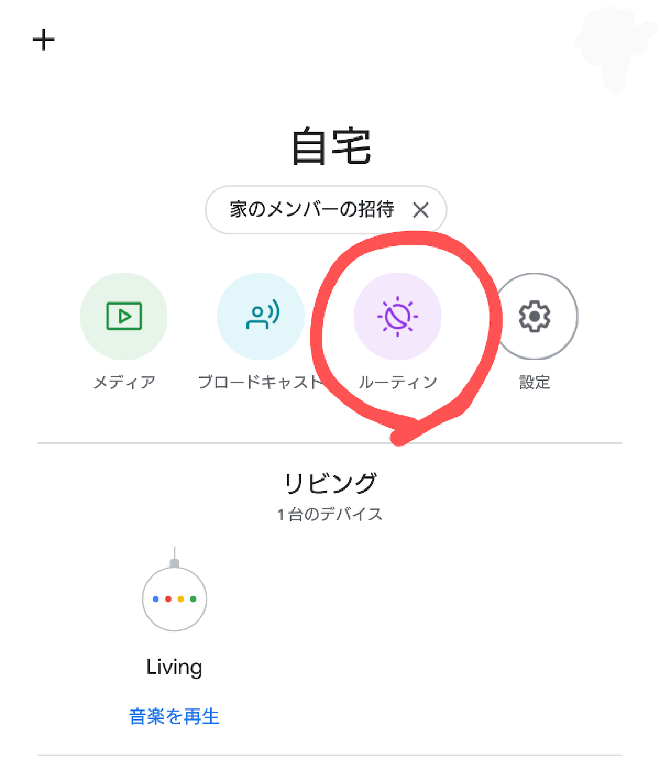 自宅
家のメンバーの招待
メディア
ブロードキャスト
ルーティン
設定
リビング
1台のデバイス
Living
音楽を再生